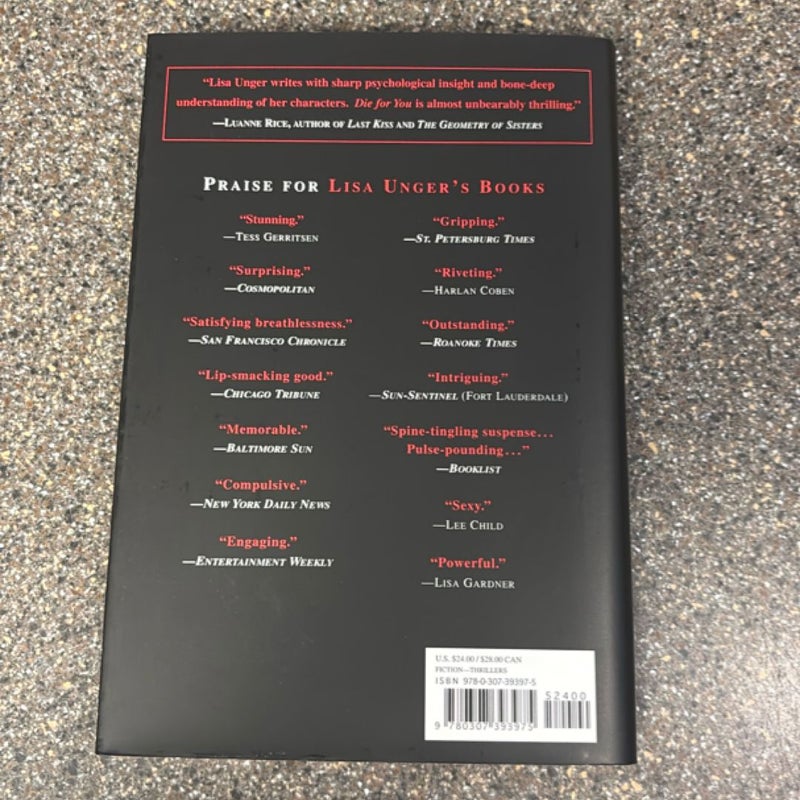 “Lisa Unger writes with sharp psychological insight and bone-deep
understanding of her characters. Die for You is almost unbearably thrilling.”
—Luanne Rice, author of Last Kiss and The Geometry of Sisters
Praise for Lisa Unger’s Books
“Stunning.”
—Tess Gerritsen
“Surprising.”
—Cosmopolitan
“Satisfying breathlessness.”
—San Francisco Chronicle
“Lip-smacking good.”
—Chicago Tribune
“Memorable.”
—Baltimore Sun
“Compulsive.”
—New York Daily News
“Engaging.”
—Entertainment Weekly
“Gripping.”
—St. Petersburg Times
“Riveting.”
—Harlan Coben
“Outstanding.”
—Roanoke Times
“Intriguing.”
—Sun-Sentinel (Fort Lauderdale)
“Spine-tingling suspense...
Pulse-pounding...”
—Booklist
“Sexy.”
—Lee Child
“Powerful.”
—Lisa Gardner
U.S. $24.00 / $28.00 CAN
FICTION—THRILLERS
ISBN 978-0-307-39397-5
52400
9 780307 393975